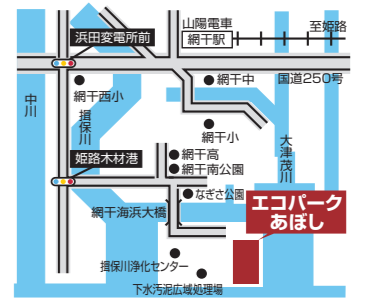 山陽電車
網干駅
至姫路
浜田変電所前
網干西小
網干中
国道250号
中川
揖保川
網干小
大津茂川
姫路木材港
網干高
網干南公園
なぎさ公園
網干海浜大橋
エコパーク
あぼし
揖保川浄化センター
下水汚泥広域処理場